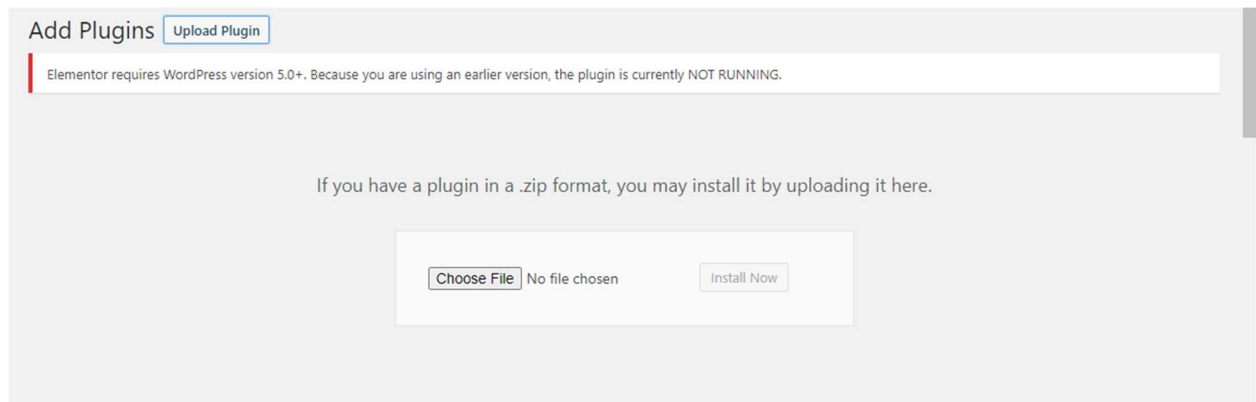 Add Plugins Upload Plugin
Elementor requires WordPress version 5.0+. Because you are using an earlier version, the plugin is currently NOT RUNNING.
If you have a plugin in a .zip format, you may install it by uploading it here.
Choose File No file chosen Install Now